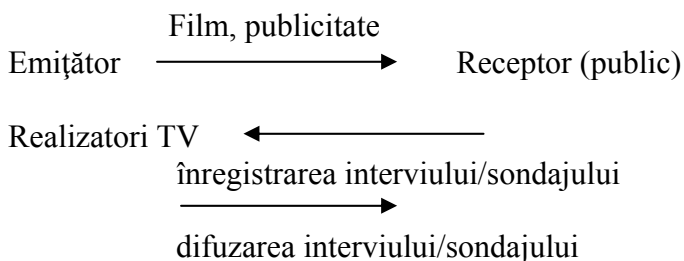 Film, publicitate
Emiţător Receptor (public)
Realizatori TV
înregistrarea interviului/sondajului
difuzarea interviului/sondajului